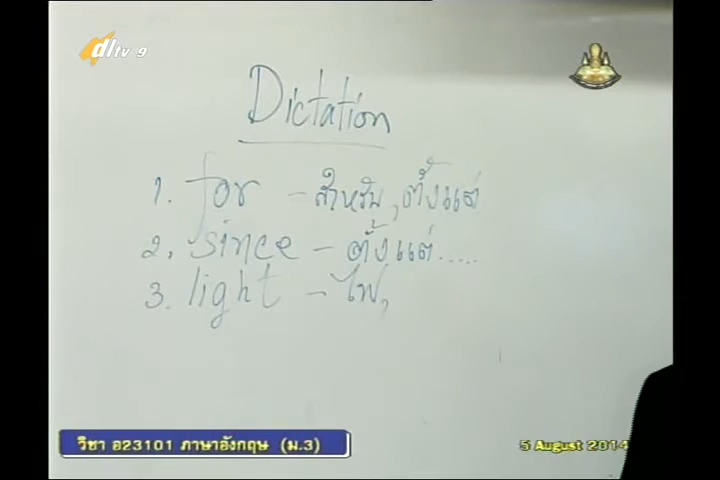 dltv 9
Dictation
1. for – สำหรับ, ตั้งแต่
2. since – ตั้งแต่.....
3. light – ไฟ,
วิชา อ23101 ภาษาอังกฤษ (ม.3)
5 August 2014